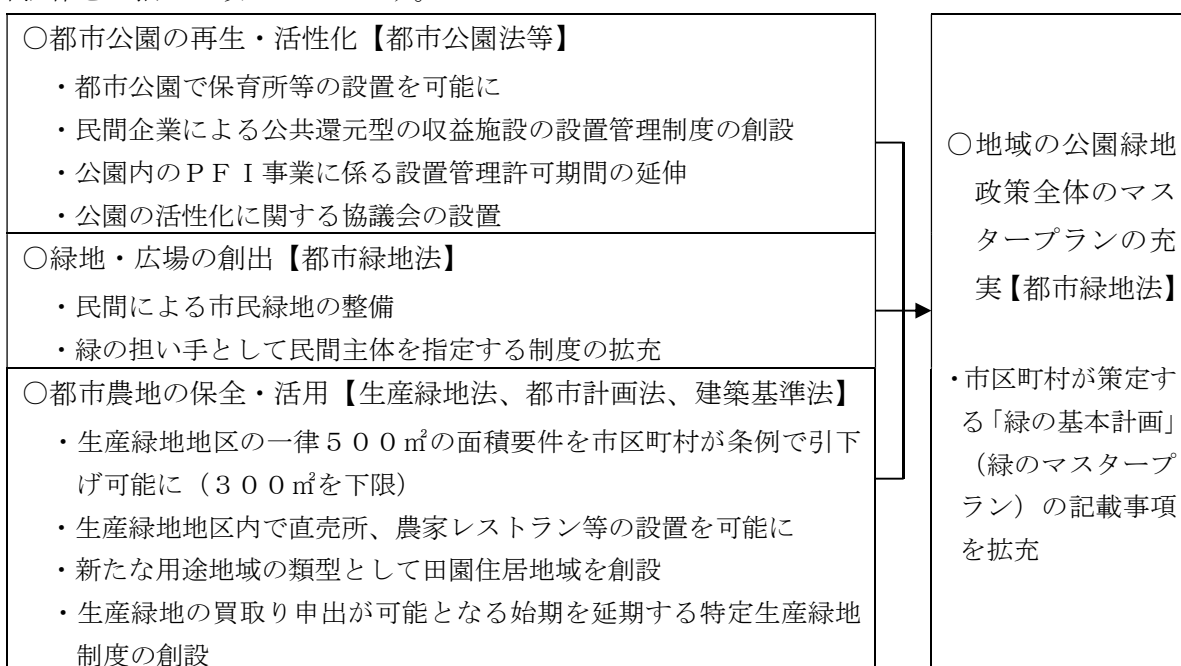 ○都市公園の再生・活性化【都市公園法等】
・都市公園で保育所等の設置を可能に
・民間企業による公共還元型の収益施設の設置管理制度の創設
・公園内のPFI事業に係る設置管理許可期間の延伸
・公園の活性化に関する協議会の設置
○緑地・広場の創出【都市緑地法】
・民間による市民緑地の整備
・緑の担い手として民間主体を指定する制度の拡充
○都市農地の保全・活用【生産緑地法、都市計画法、建築基準法】
・生産緑地地区の一律500㎡の面積要件を市区町村が条例で引下
げ可能に(300㎡を下限)
・生産緑地地区内で直売所、農家レストラン等の設置を可能に
・新たな用途地域の類型として田園住居地域を創設
・生産緑地の買取り申出が可能となる始期を延期する特定生産緑地
制度の創設
○地域の公園緑地
政策全体のマス
タープランの充
実【都市緑地法】
・市区町村が策定す
る「緑の基本計画」
(緑のマスタープ
ラン)の記載事項
を拡充